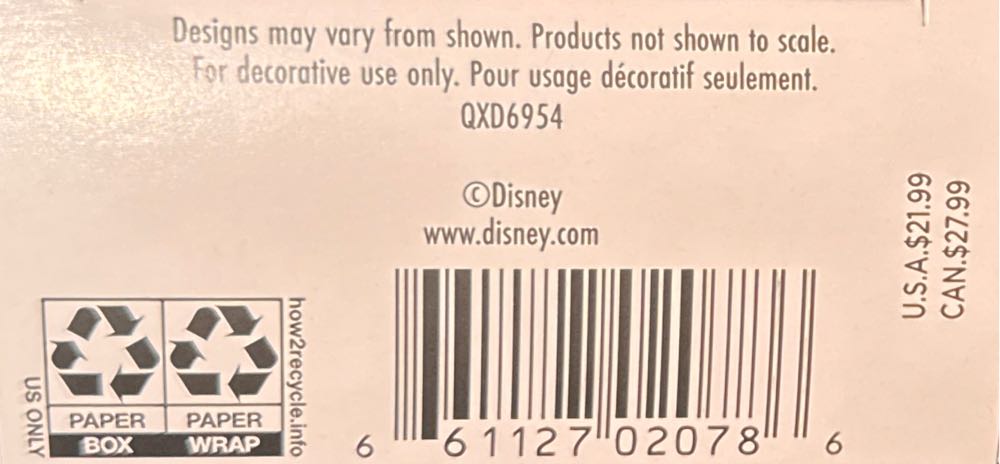 Designs may vary from shown. Products not shown to scale.
For decorative use only. Pour usage décoratif seulement.
QXD6954
©Disney
www.disney.com
U.S.A.$21.99
CAN.$27.99
US ONLY
PAPER
BOX
PAPER
WRAP
how2recycle.info
6 61127 02078 6